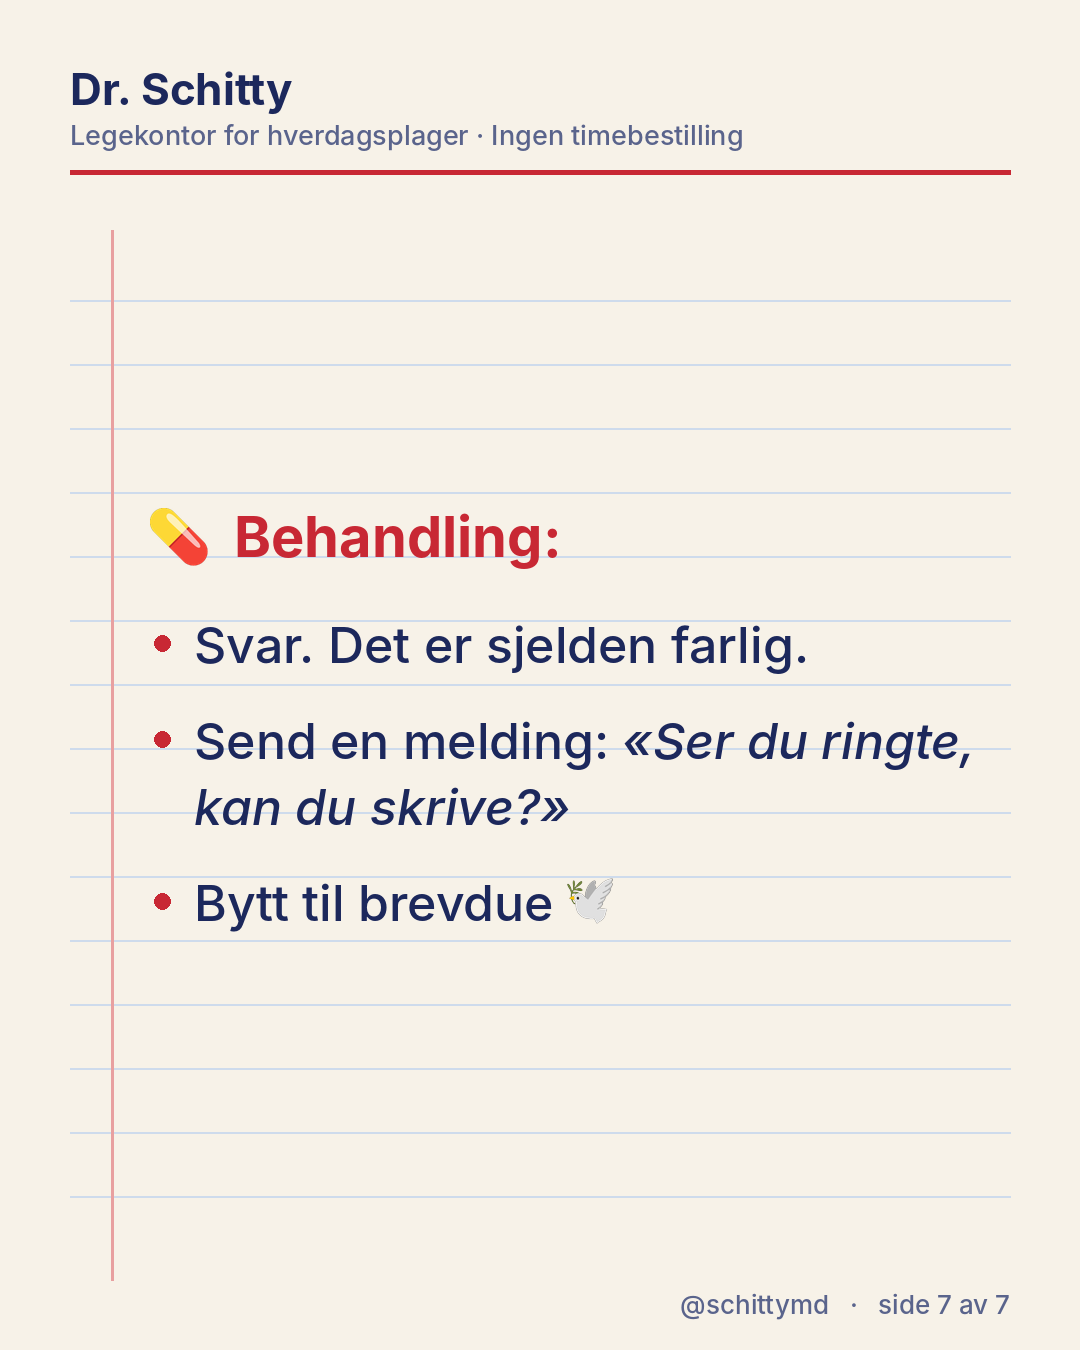 Dr. Schitty
Legekontor for hverdagsplager · Ingen timebestilling
💊 Behandling:
• Svar. Det er sjelden farlig.
• Send en melding: «Ser du ringte,
kan du skrive?»
• Bytt til brevdue 🕊️
@schittymd · side 7 av 7